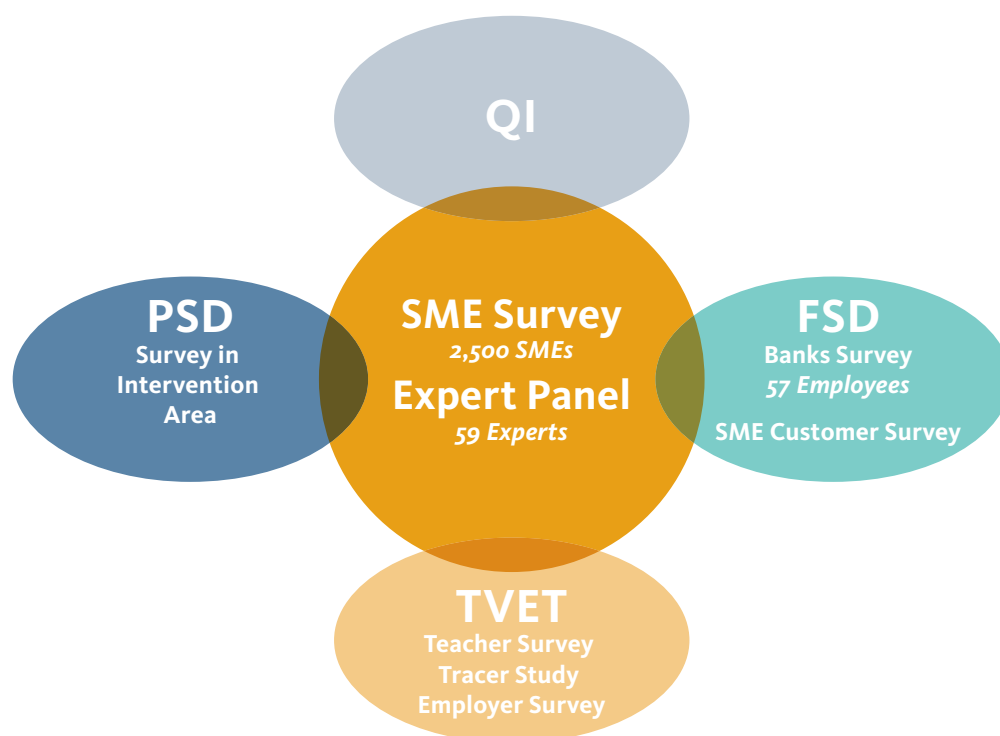 QI
PSD
Survey in
Intervention
Area
SME Survey
2,500 SMEs
Expert Panel
59 Experts
FSD
Banks Survey
57 Employees
SME Customer Survey
TVET
Teacher Survey
Tracer Study
Employer Survey